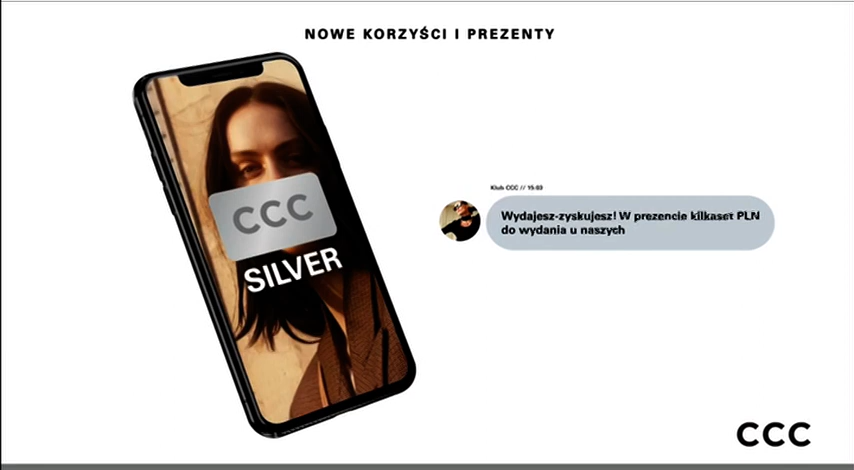 NOWE KORZYŚCI I PREZENTY
CCC
SILVER
Klub CCC // 15:03
Wydajesz-zyskujesz! W prezencie kilkaset PLN
do wydania u naszych
CCC